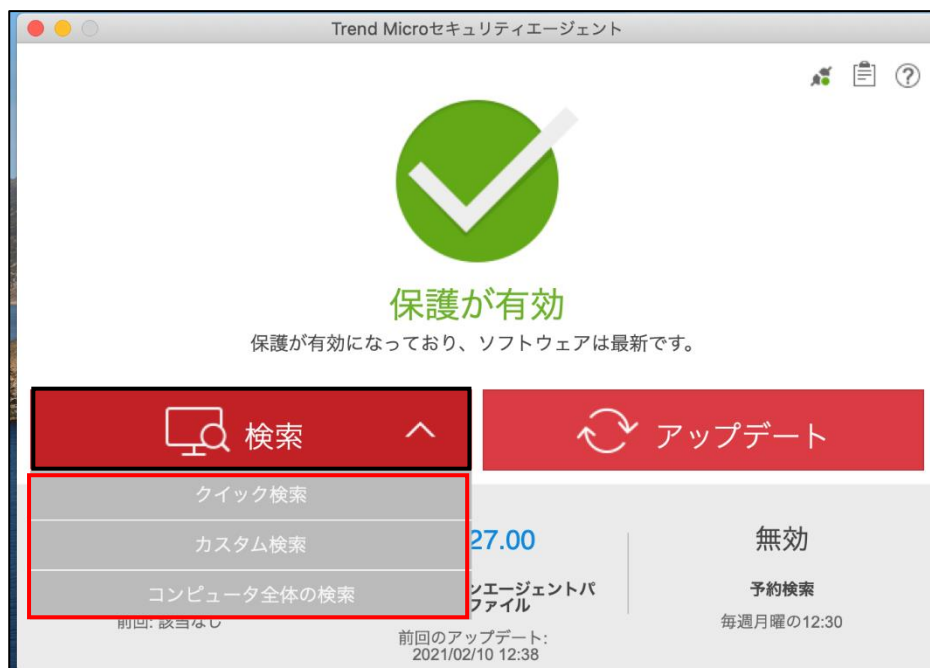 Trend Microセキュリティエージェント
保護が有効
保護が有効になっており、ソフトウェアは最新です。
検索
アップデート
クイック検索
カスタム検索
コンピュータ全体の検索
前回: 該当なし
27.00
ンエージェントパ
ファイル
前回のアップデート:
2021/02/10 12:38
無効
予約検索
毎週月曜の12:30